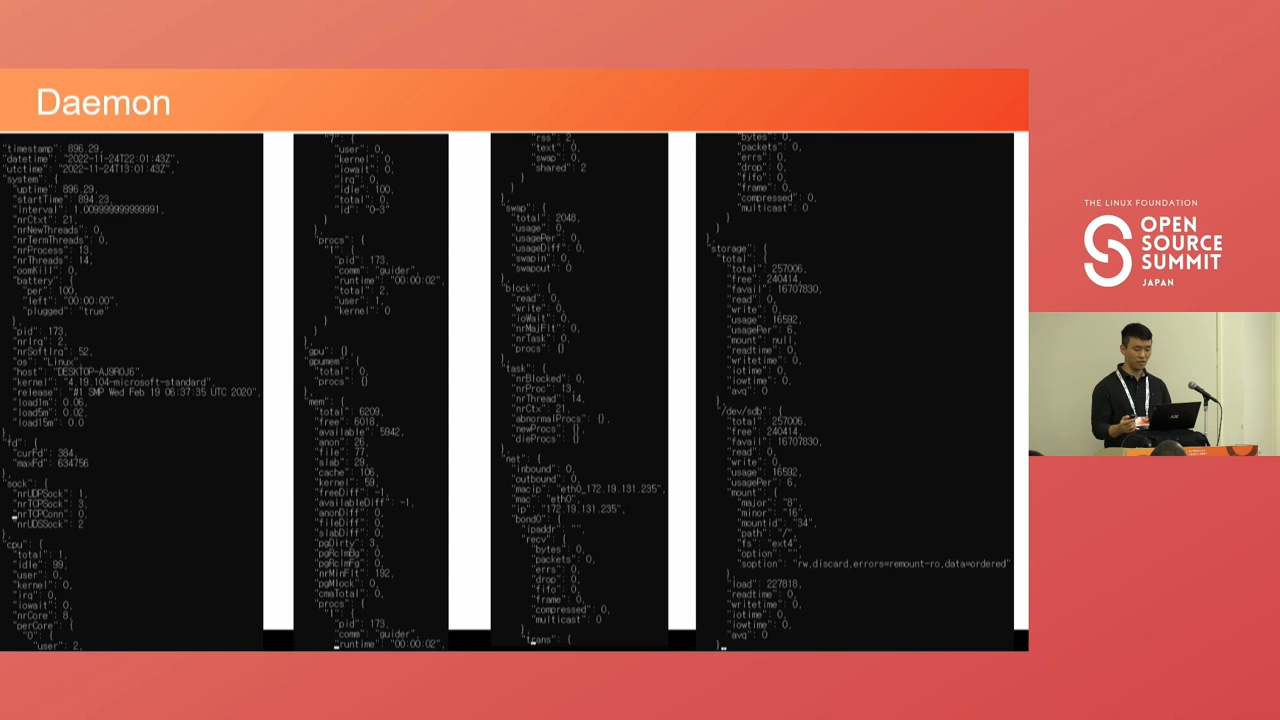 Daemon
"timestamp": 896.29,
"datetime": "2022-11-24T22:01:43Z",
"utctime": "2022-11-24T13:01:43Z",
"system": {
"uptime": 896.29,
"startTime": 894.23,
"interval": 1.009999999999991,
"nrCtxt": 21,
"nrNewThreads": 0,
"nrTermThreads": 0,
"nrProcess": 13,
"nrThreads": 14,
"oomKill": 0,
"battery": {
"per": 100,
"left": "00:00:00",
"plugged": "true"
},
"pid": 173,
"nrIrq": 2,
"nrSoftIrq": 52,
"os": "Linux",
"host": "DESKTOP-AJ9ROJ6",
"kernel": "4.19.104-microsoft-standard",
"release": "#1 SMP Wed Feb 19 06:37:35 UTC 2020",
"load1m": 0.06,
"load5m": 0.02,
"load15m": 0.0
"fd": {
"curFd": 384,
"maxFd": 634756
},
"sock": {
"nrUDPSock": 1,
"nrTCPSock": 3,
"nrTCPConn": 0,
"nrUDSSock": 2
},
"cpu": {
"total": 1,
"idle": 99,
"user": 0,
"kernel": 0,
"irq": 0,
"iowait": 0,
"nrCore": 8,
"perCore": {
"0": {
"user": 2,
"7": {
"user": 0,
"kernel": 0,
"iowait": 0,
"irq": 0,
"idle": 100,
"total": 0,
"id": "0-3"
}
},
"procs": {
"1": {
"pid": 173,
"comm": "guider",
"runtime": "00:00:02",
"total": 2,
"user": 1,
"kernel": 0
}
}
},
"gpu": {},
"gpumem": {
"total": 0,
"procs": {}
},
"mem": {
"total": 6209,
"free": 6018,
"available": 5942,
"anon": 26,
"file": 77,
"slab": 29,
"cache": 106,
"kernel": 59,
"freeDiff": -1,
"availableDiff": -1,
"anonDiff": 0,
"fileDiff": 0,
"slabDiff": 0,
"pgDirty": 3,
"pgRclmBg": 0,
"pgRclmFg": 0,
"nrMinFlt": 192,
"pgMlock": 0,
"cmaTotal": 0,
"procs": {
"1": {
"pid": 173,
"comm": "guider",
"runtime": "00:00:02",
"rss": 2,
"text": 0,
"swap": 0,
"shared": 2
}
}
},
"swap": {
"total": 2048,
"usage": 0,
"usagePer": 0,
"usageDiff": 0,
"swapin": 0,
"swapout": 0
},
"block": {
"read": 0,
"write": 0,
"ioWait": 0,
"nrMajFlt": 0,
"nrTask": 0,
"procs": {}
},
"task": {
"nrBlocked": 0,
"nrProc": 13,
"nrThread": 14,
"nrCtx": 21,
"abnormalProcs": {},
"newProcs": {},
"dieProcs": {}
},
"net": {
"inbound": 0,
"outbound": 0,
"macip": "eth0_172.19.131.235",
"mac": "eth0",
"ip": "172.19.131.235",
"bond0": {
"ipaddr": "",
"recv": {
"bytes": 0,
"packets": 0,
"errs": 0,
"drop": 0,
"fifo": 0,
"frame": 0,
"compressed": 0,
"multicast": 0
},
"trans": {
"bytes": 0,
"packets": 0,
"errs": 0,
"drop": 0,
"fifo": 0,
"frame": 0,
"compressed": 0,
"multicast": 0
}
},
"storage": {
"total": {
"total": 257006,
"free": 240414,
"favail": 16707830,
"read": 0,
"write": 0,
"usage": 16592,
"usagePer": 6,
"mount": null,
"readtime": 0,
"writetime": 0,
"iotime": 0,
"iowtime": 0,
"avq": 0
},
"/dev/sdb": {
"total": 257006,
"free": 240414,
"favail": 16707830,
"read": 0,
"write": 0,
"usage": 16592,
"usagePer": 6,
"mount": {
"major": "8",
"minor": "16",
"mountid": "34",
"path": "/",
"fs": "ext4",
"option": "",
"soption": "rw,discard,errors=remount-ro,data=ordered"
},
"load": 227818,
"readtime": 0,
"writetime": 0,
"iotime": 0,
"iowtime": 0,
"avq": 0
},
THE LINUX FOUNDATION
OPEN
SOURCE
SUMMIT
JAPAN